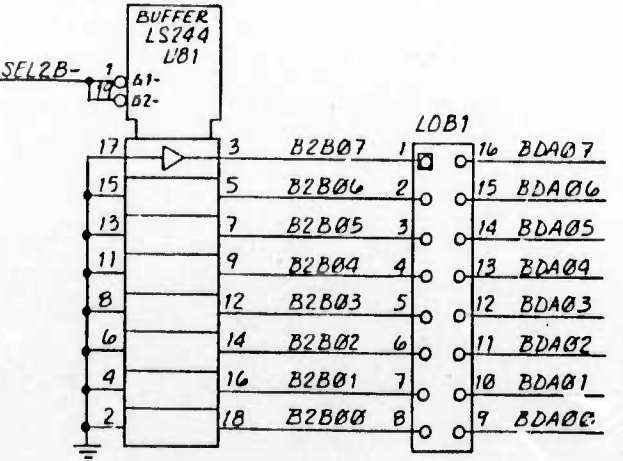 BUFFER
LS244
UB1
SEL2B-
1 G1-
19 G2-
LDB1
17 3 B2B07 1 16 BDA07
15 5 B2B06 2 15 BDA06
13 7 B2B05 3 14 BDA05
11 9 B2B04 4 13 BDA04
8 12 B2B03 5 12 BDA03
6 14 B2B02 6 11 BDA02
4 16 B2B01 7 10 BDA01
2 18 B2B00 8 9 BDA00